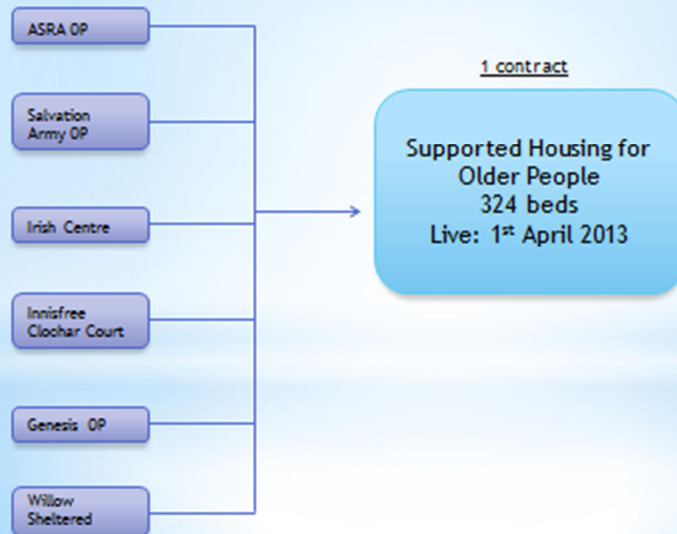 ASRA OP
Salvation
Army OP
Irish Centre
Innisfree
Clochar Court
Genesis OP
Willow
Sheltered
1 contract
Supported Housing for
Older People
324 beds
Live: 1st April 2013